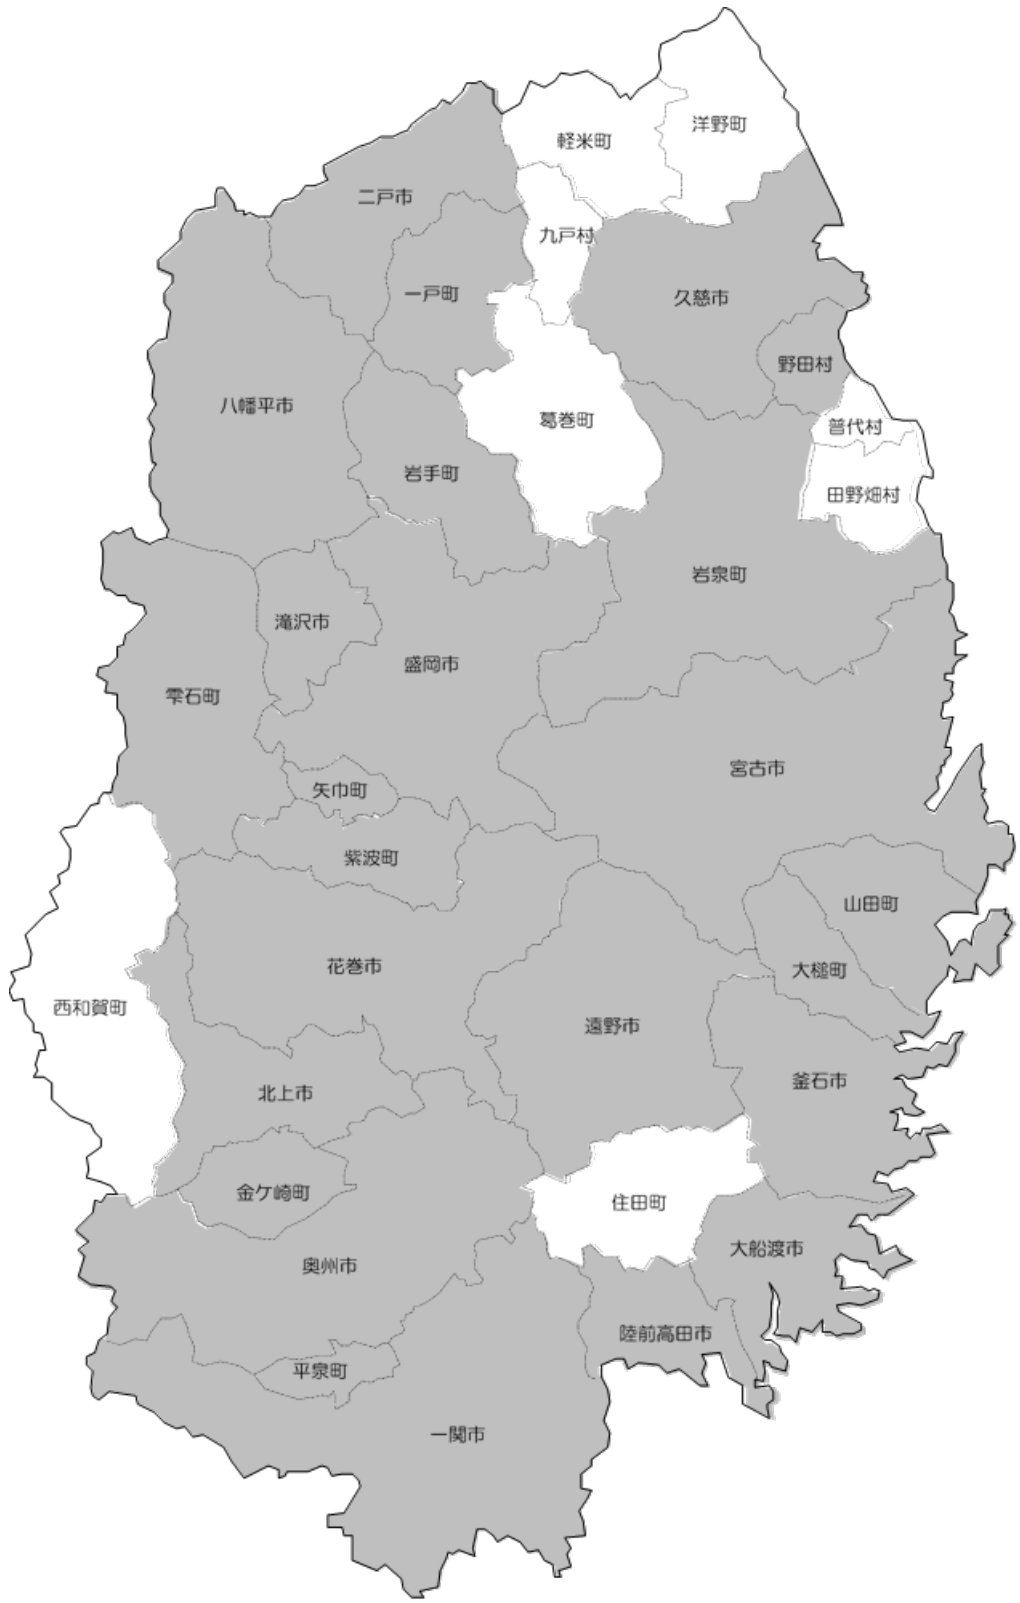 洋野町
軽米町
二戸市
九戸村
一戸町
久慈市
野田村
八幡平市
葛巻町
普代村
岩手町
田野畑村
岩泉町
滝沢市
盛岡市
雫石町
宮古市
矢巾町
紫波町
山田町
花巻市
大槌町
西和賀町
遠野市
釜石市
北上市
金ケ崎町
住田町
大船渡市
奥州市
陸前高田市
平泉町
一関市